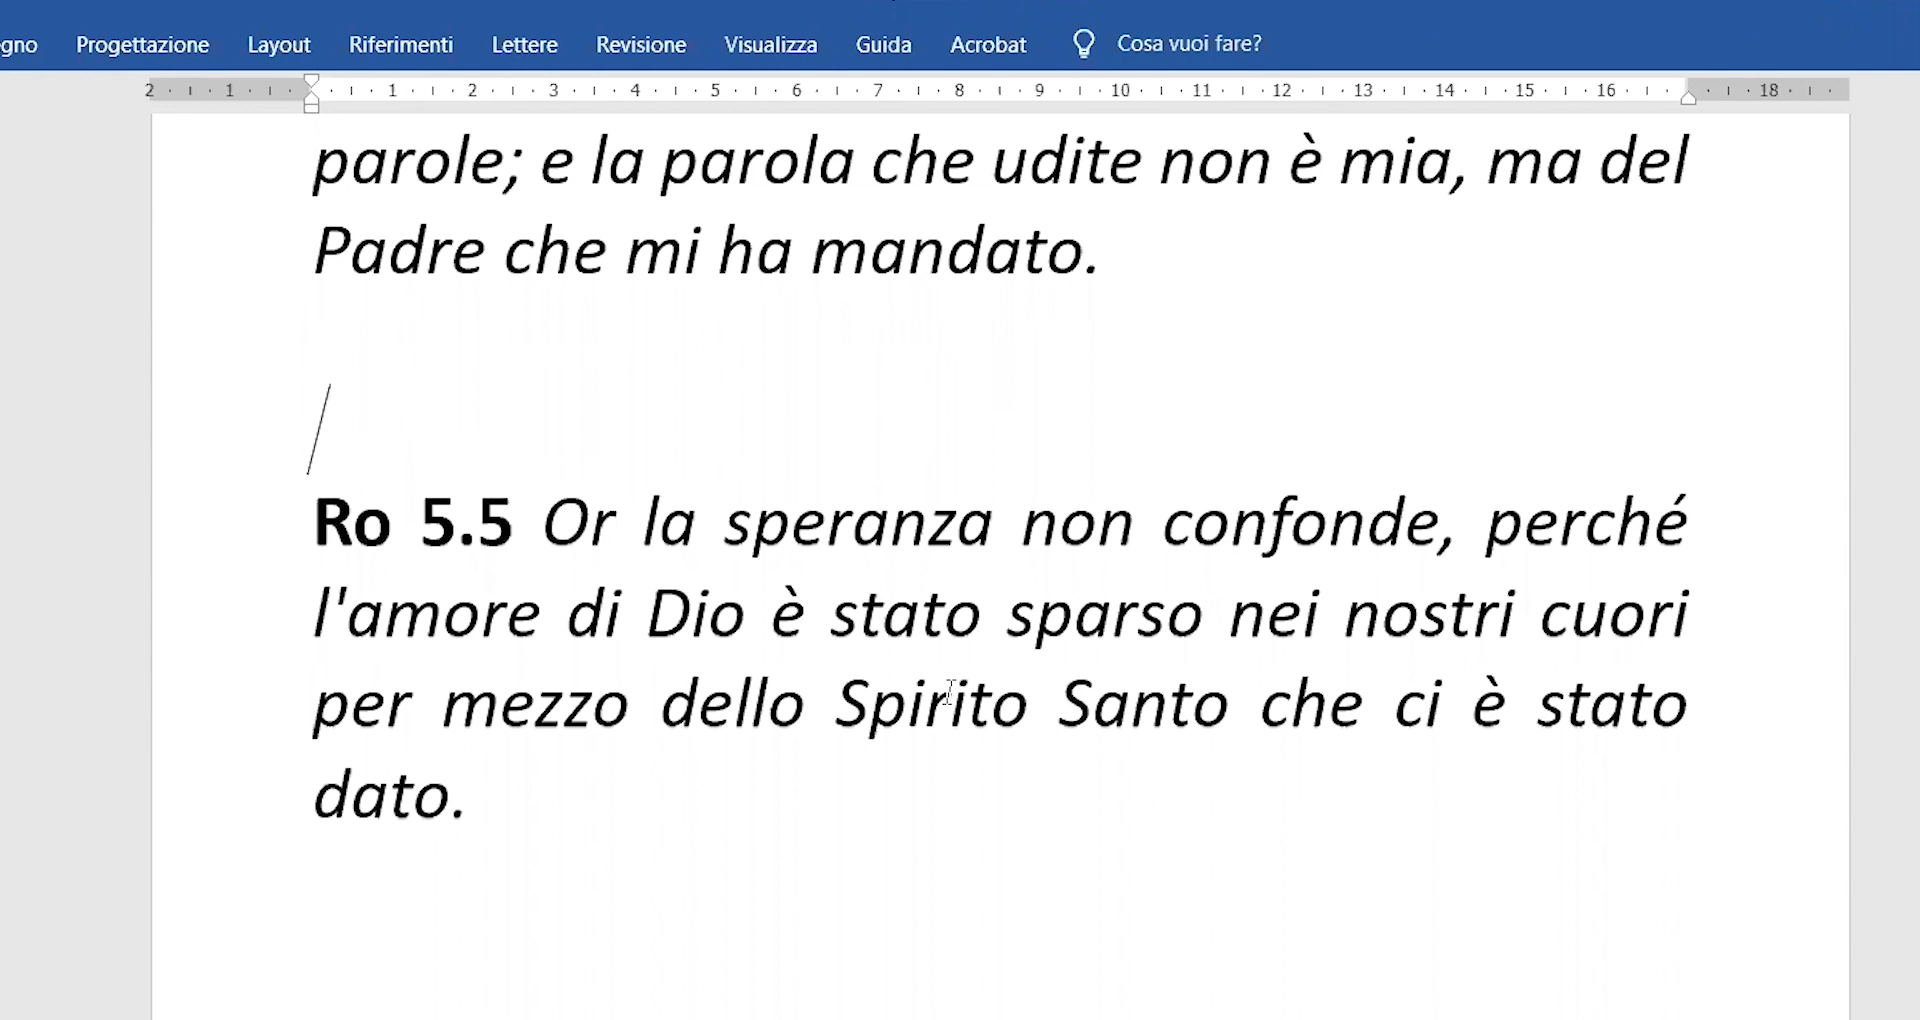 gno Progettazione Layout Riferimenti Lettere Revisione Visualizza Guida Acrobat Cosa vuoi fare?
2 1 1 2 3 4 5 6 7 8 9 10 11 12 13 14 15 16 18
parole; e la parola che udite non è mia, ma del
Padre che mi ha mandato.
Ro 5.5 Or la speranza non confonde, perché
l'amore di Dio è stato sparso nei nostri cuori
per mezzo dello Spirito Santo che ci è stato
dato.